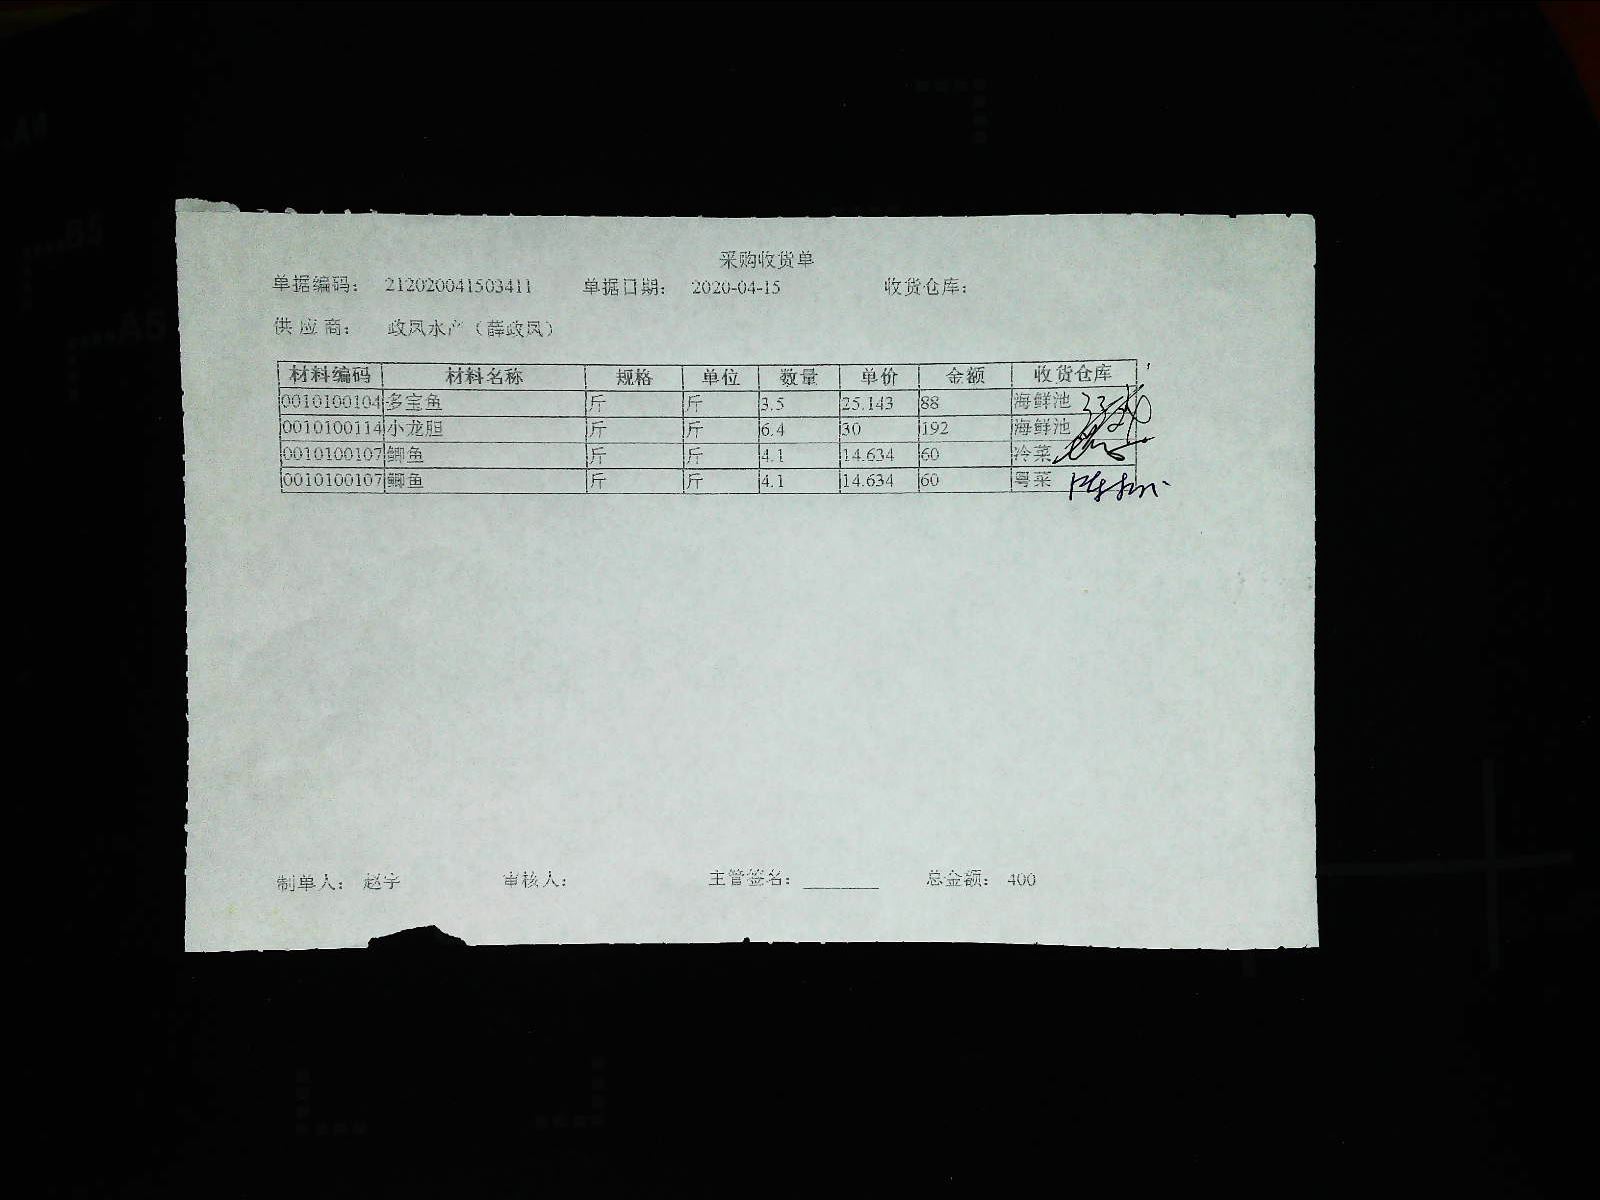 采购收货单
单据编码： 212020041503411 单据日期： 2020-04-15 收货仓库：
供 应 商： 政凤水产（薛政凤）
材料编码 材料名称 规格 单位 数量 单价 金额 收货仓库
0010100104 多宝鱼 斤 斤 3.5 25.143 88 海鲜池
0010100114 小龙胆 斤 斤 6.4 30 192 海鲜池
0010100107 鲫鱼 斤 斤 4.1 14.634 60 冷菜
0010100107 鲫鱼 斤 斤 4.1 14.634 60 粤菜
制单人： 赵宇 审核人： 主管签名： 总金额： 400